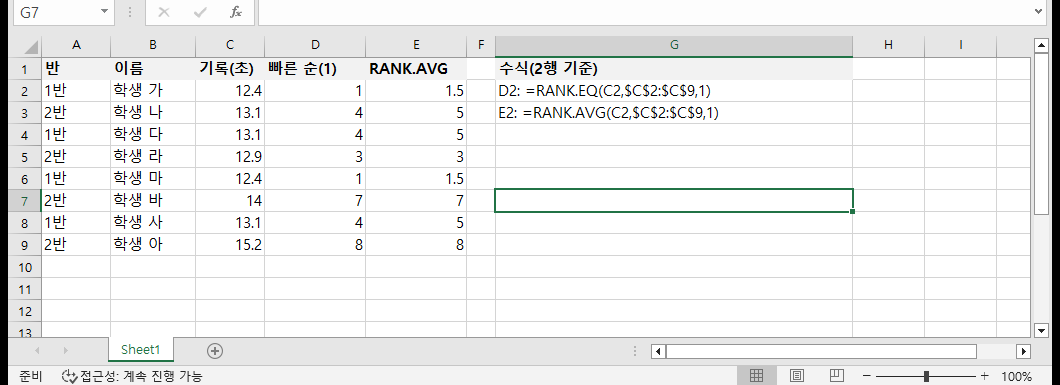 G7 fx
A B C D E F G H I
1 반 이름 기록(초) 빠른 순(1) RANK.AVG 수식(2행 기준)
2 1반 학생 가 12.4 1 1.5 D2: =RANK.EQ(C2,$C$2:$C$9,1)
3 2반 학생 나 13.1 4 5 E2: =RANK.AVG(C2,$C$2:$C$9,1)
4 1반 학생 다 13.1 4 5
5 2반 학생 라 12.9 3 3
6 1반 학생 마 12.4 1 1.5
7 2반 학생 바 14 7 7
8 1반 학생 사 13.1 4 5
9 2반 학생 아 15.2 8 8
10
11
12
13
Sheet1
준비 접근성: 계속 진행 가능 100%